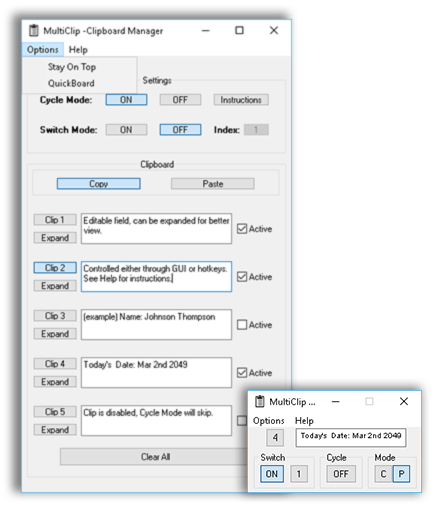 MultiClip -Clipboard Manager
Options Help
Stay On Top
QuickBoard
Settings
Cycle Mode: ON OFF Instructions
Switch Mode: ON OFF Index: 1
Clipboard
Copy Paste
Clip 1
Expand
Editable field, can be expanded for better
view.
Active
Clip 2
Expand
Controlled either through GUI or hotkeys.
See Help for instructions.
Active
Clip 3
Expand
(example) Name: Johnson Thompson
Active
Clip 4
Expand
Today's Date: Mar 2nd 2049
Active
Clip 5
Expand
Clip is disabled, Cycle Mode will skip.
Clear All
MultiClip ...
Options Help
4 Today's Date: Mar 2nd 2049
Switch Cycle Mode
ON 1 OFF C P